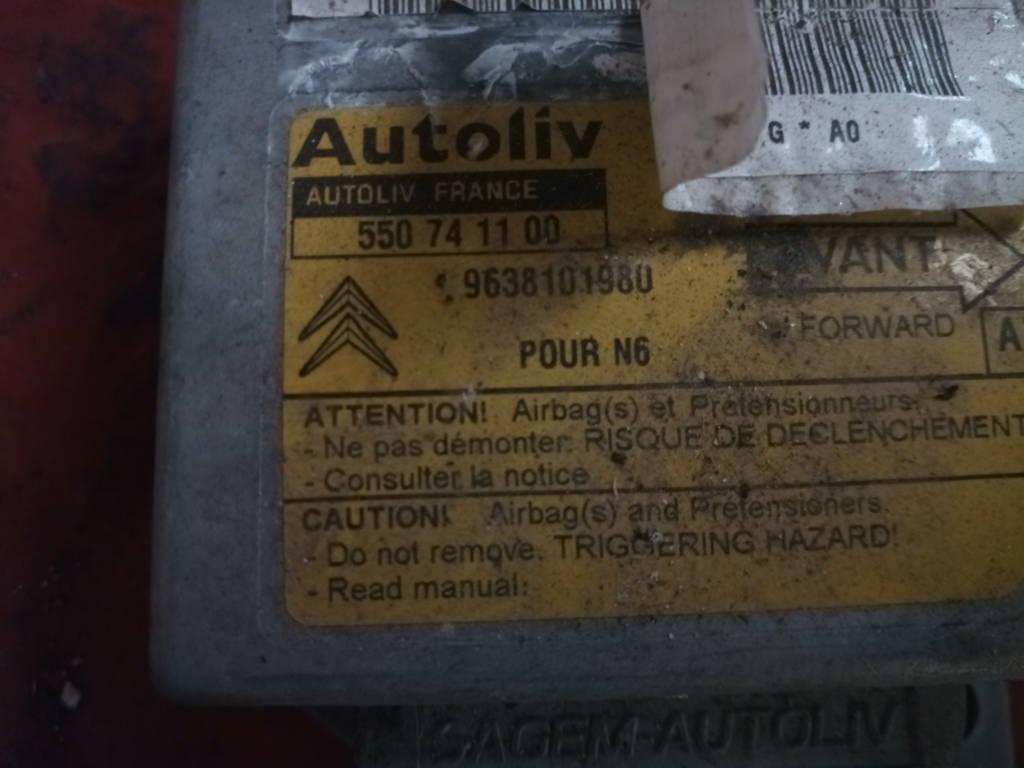 G * A0
Autoliv
AUTOLIV FRANCE
550 74 11 00
9638101980
VANT
FORWARD
A
POUR N6
ATTENTION! Airbag(s) et Prétensionneurs.
- Ne pas démonter. RISQUE DE DECLENCHEMENT
- Consulter la notice
CAUTION! Airbag(s) and Pretensioners.
- Do not remove. TRIGGERING HAZARD!
- Read manual.
SAGEM-AUTOLIV